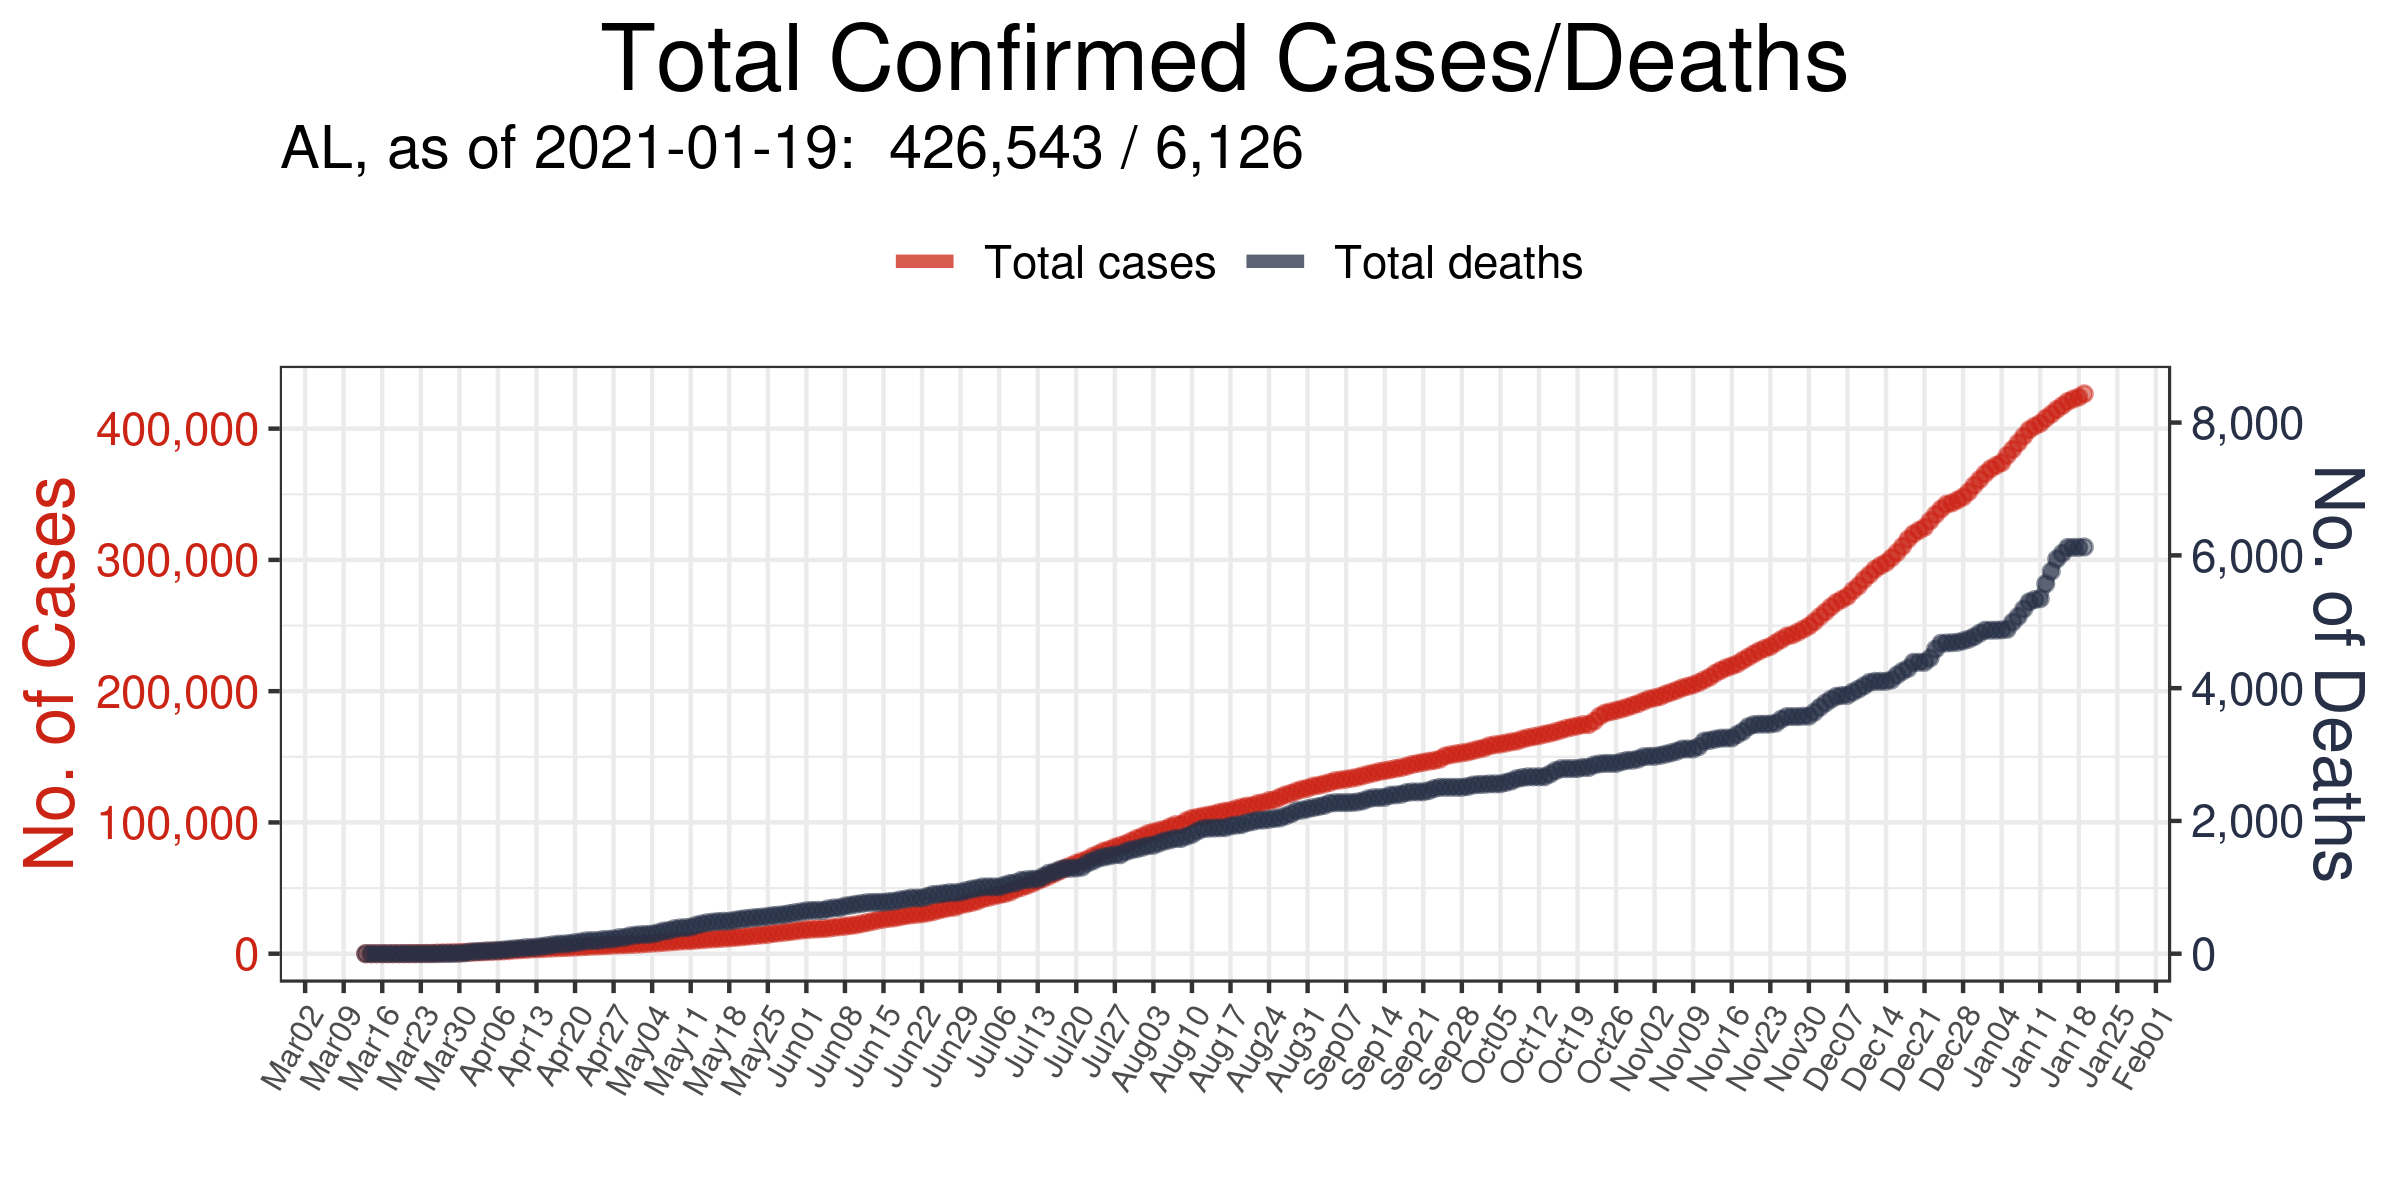 Total Confirmed Cases/Deaths
AL, as of 2021-01-19:  426,543 / 6,126
Total cases
Total deaths
No. of Cases
400,000
300,000
200,000
100,000
0
8,000
6,000
4,000
2,000
0
No. of Deaths
Mar02
Mar09
Mar16
Mar23
Mar30
Apr06
Apr13
Apr20
Apr27
May04
May11
May18
May25
Jun01
Jun08
Jun15
Jun22
Jun29
Jul06
Jul13
Jul20
Jul27
Aug03
Aug10
Aug17
Aug24
Aug31
Sep07
Sep14
Sep21
Sep28
Oct05
Oct12
Oct19
Oct26
Nov02
Nov09
Nov16
Nov23
Nov30
Dec07
Dec14
Dec21
Dec28
Jan04
Jan11
Jan18
Jan25
Feb01